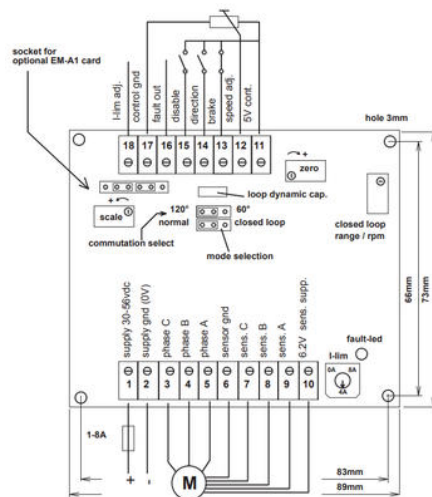 socket for
optional EM-A1 card
I-lim adj.
control gnd
fault out
disable
direction
brake
speed adj.
5V cont.
hole 3mm
18 17 16 15 14 13 12 11
zero
loop dynamic cap.
scale
120° 60°
normal closed loop
commutation select
mode selection
closed loop
range / rpm
66mm
73mm
supply 30-56vdc
supply gnd (0V)
phase C
phase B
phase A
sensor gnd
sens. C
sens. B
sens. A
6.2V sens. supp.
fault-led
I-lim
0A 8A
4A
1 2 3 4 5 6 7 8 9 10
1-8A
M
+ -
83mm
89mm